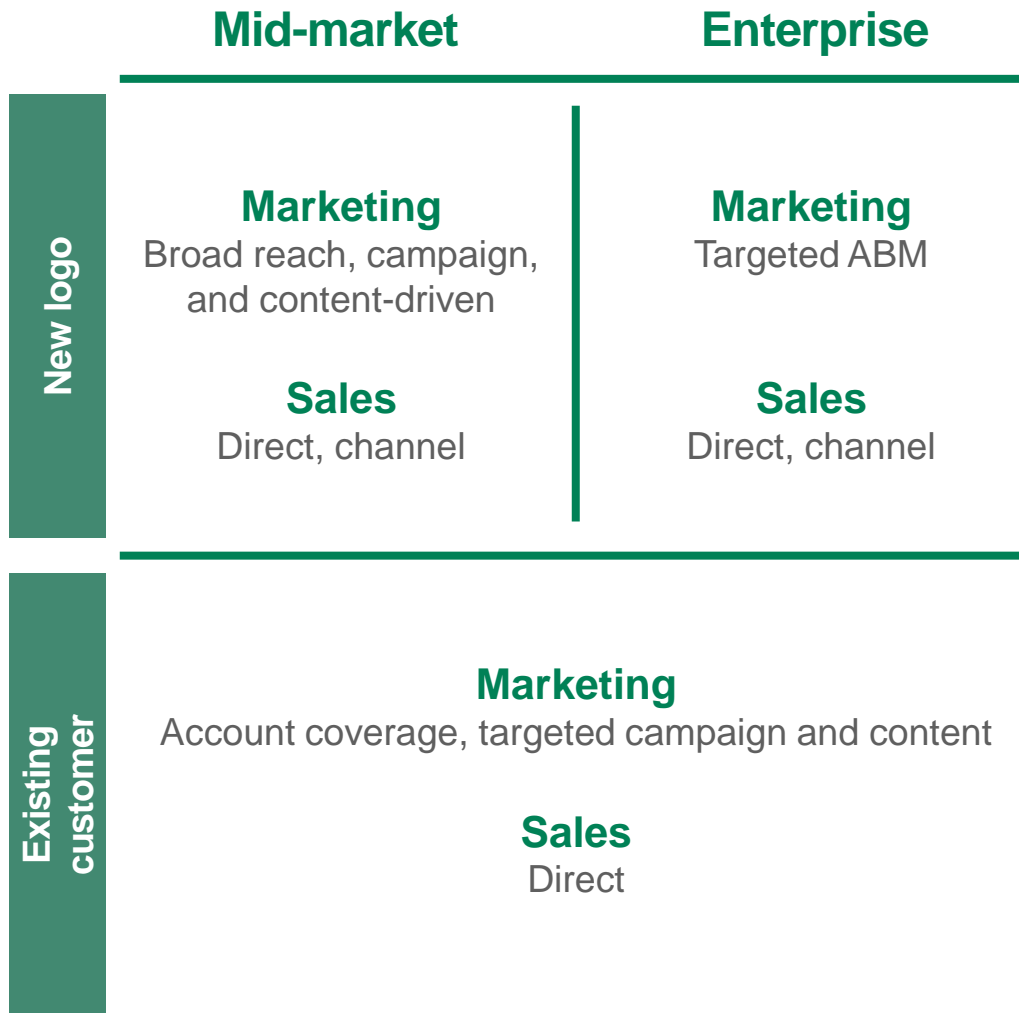 Mid-market
Enterprise
New logo
Marketing
Broad reach, campaign,
and content-driven
Sales
Direct, channel
Marketing
Targeted ABM
Sales
Direct, channel
Existing
customer
Marketing
Account coverage, targeted campaign and content
Sales
Direct